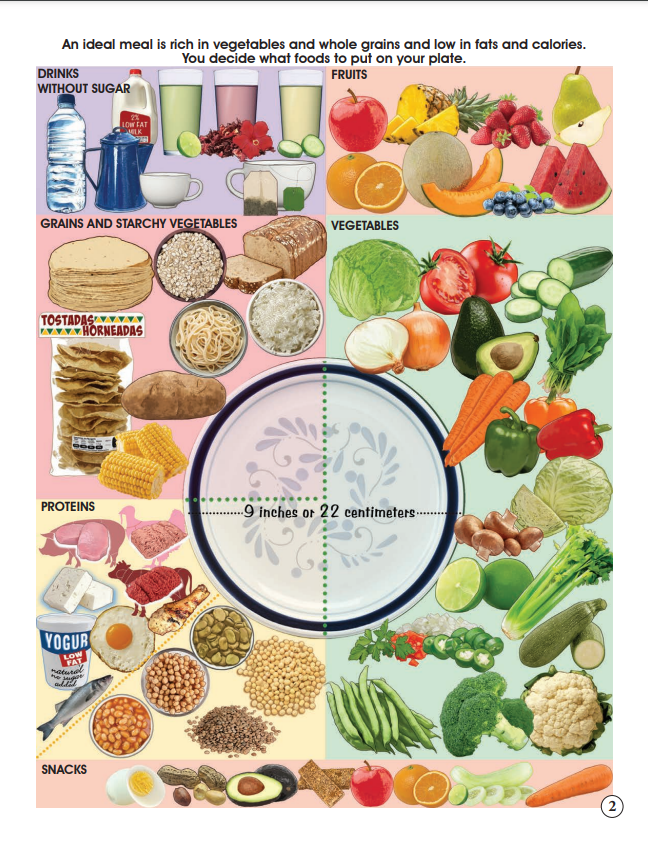 An ideal meal is rich in vegetables and whole grains and low in fats and calories.
You decide what foods to put on your plate.
DRINKS
WITHOUT SUGAR
2%
LOW FAT
MILK
FRUITS
GRAINS AND STARCHY VEGETABLES
VEGETABLES
TOSTADAS
HORNEADAS
9 inches or 22 centimeters
PROTEINS
YOGUR
LOW
FAT
natural
no sugar
added
SNACKS
2